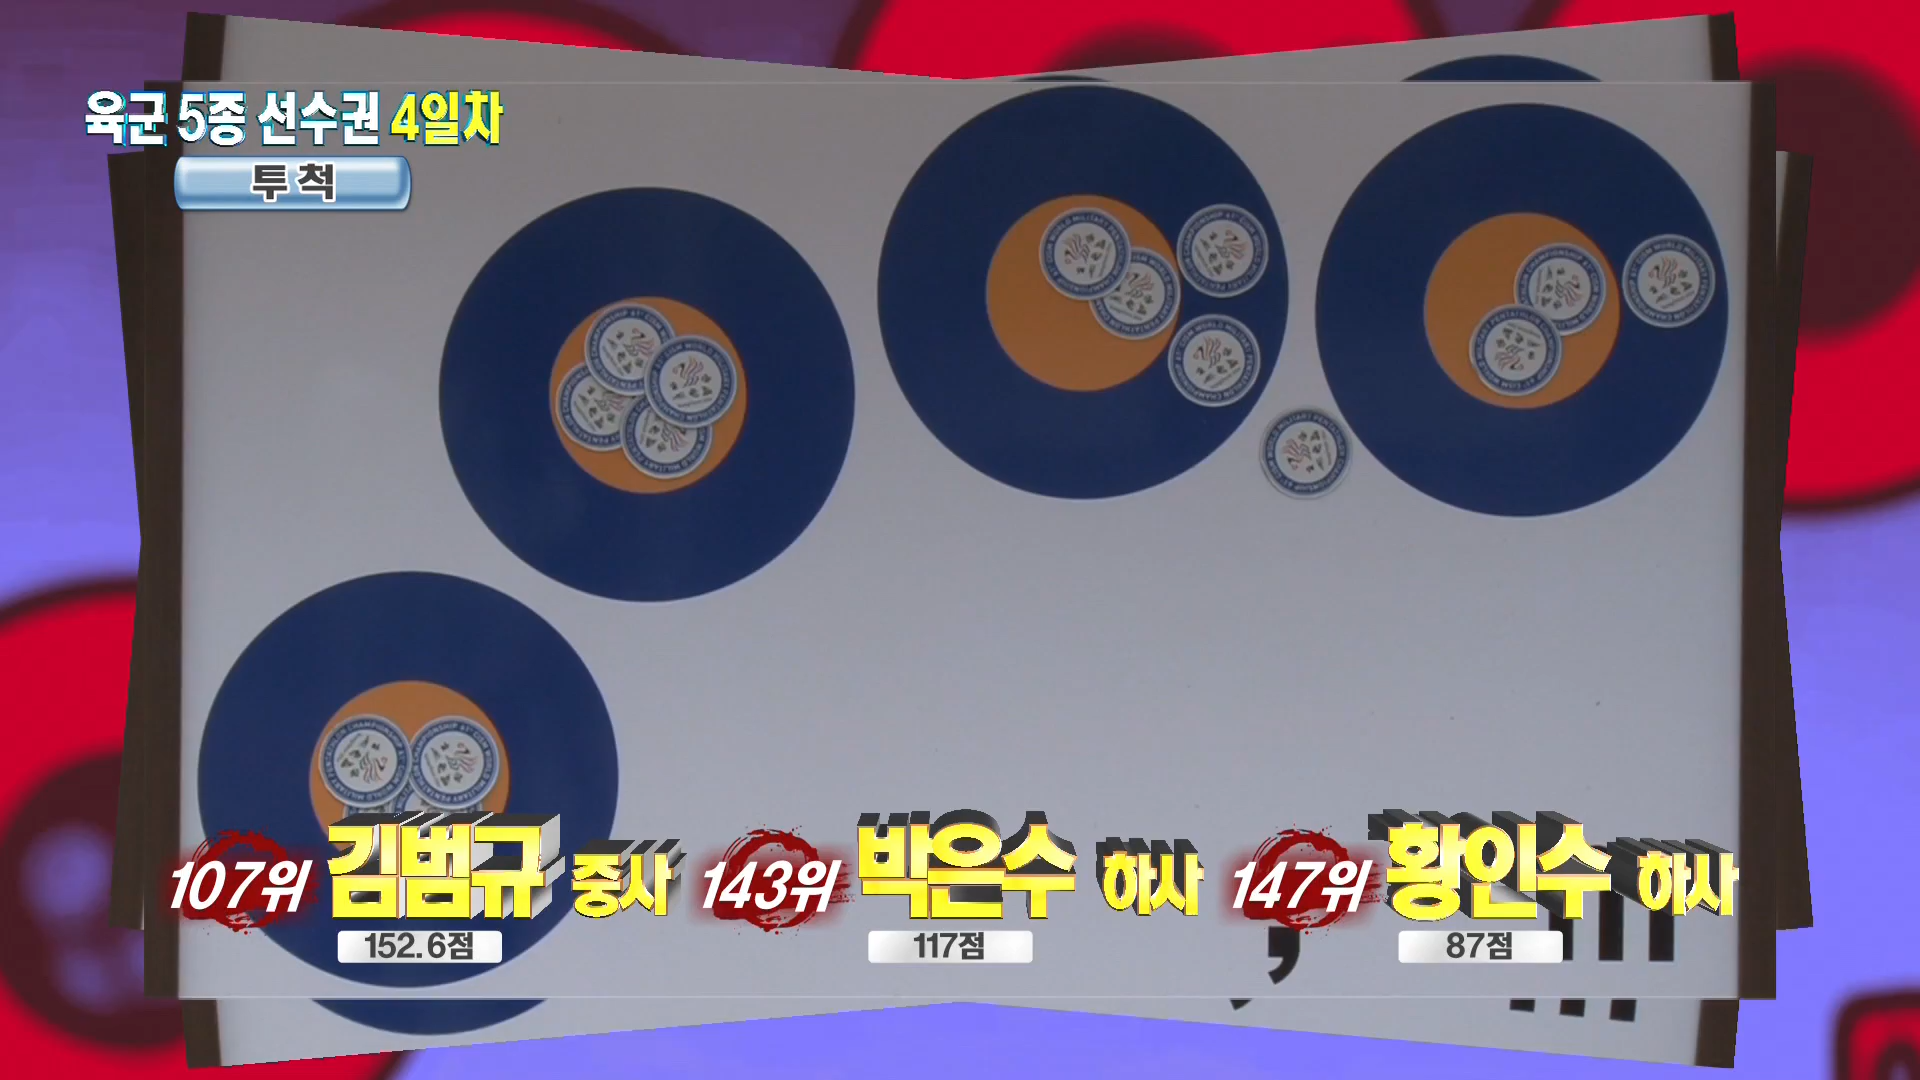 육군 5종 선수권 4일차
투척
107위 김범규 중사
152.6점
143위 박은수 하사
117점
147위 황인수 하사
87점